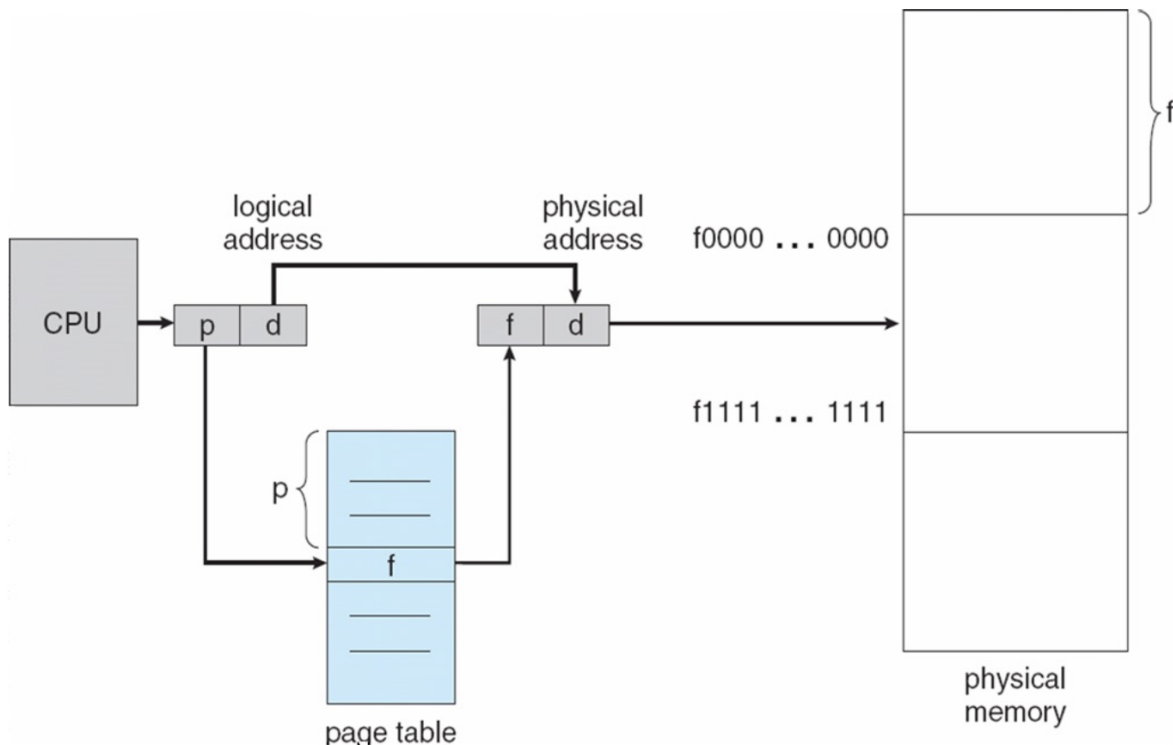 f
logical
address
physical
address
f0000 ... 0000
CPU
p
d
f
d
f1111 ... 1111
p
f
page table
physical
memory